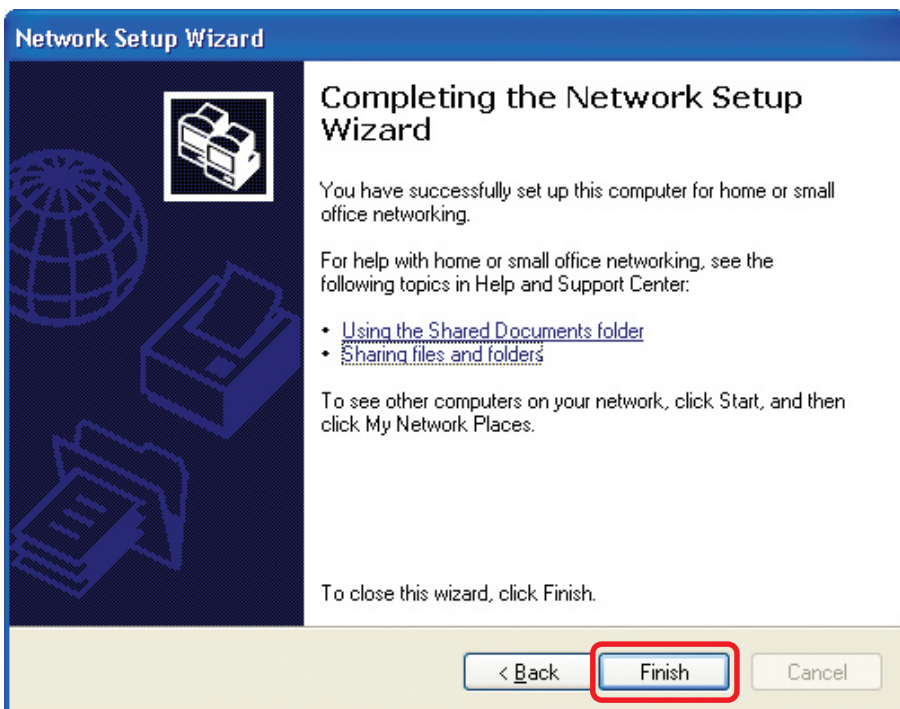 Network Setup Wizard
Completing the Network Setup
Wizard
You have successfully set up this computer for home or small
office networking.
For help with home or small office networking, see the
following topics in Help and Support Center:
• Using the Shared Documents folder
• Sharing files and folders
To see other computers on your network, click Start, and then
click My Network Places.
To close this wizard, click Finish.
< Back Finish Cancel